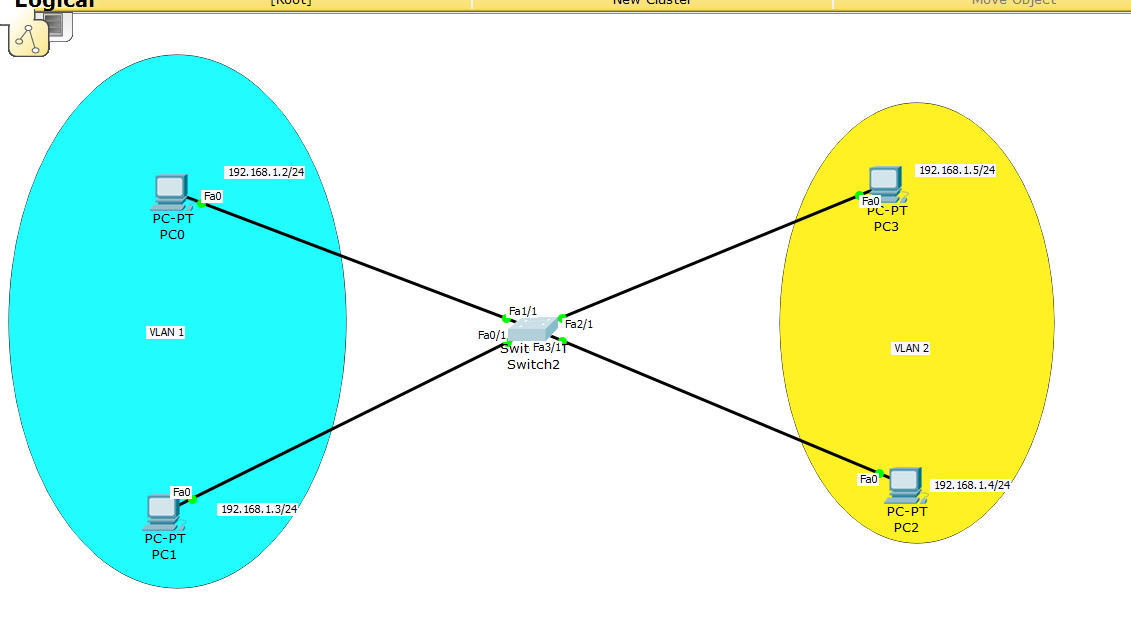 Logical
[Root]
New Cluster
Move Object
192.168.1.2/24
Fa0
PC-PT
PC0
192.168.1.5/24
Fa0
PC-PT
PC3
Fa1/1
Fa2/1
Fa0/1
Fa3/1
Switch2
VLAN 1
VLAN 2
Fa0
192.168.1.3/24
PC-PT
PC1
Fa0
192.168.1.4/24
PC-PT
PC2